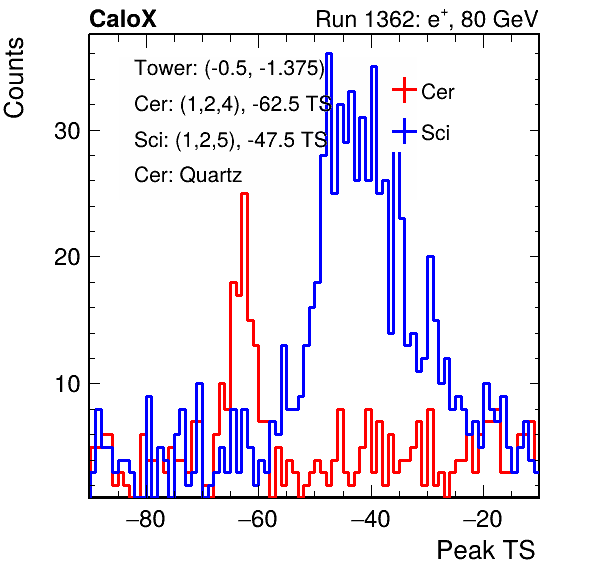 CaloX
Run 1362: e+, 80 GeV
Counts
Tower: (-0.5, -1.375)
Cer: (1,2,4), -62.5 TS
Sci: (1,2,5), -47.5 TS
Cer: Quartz
Cer
Sci
30
20
10
−80
−60
−40
−20
Peak TS